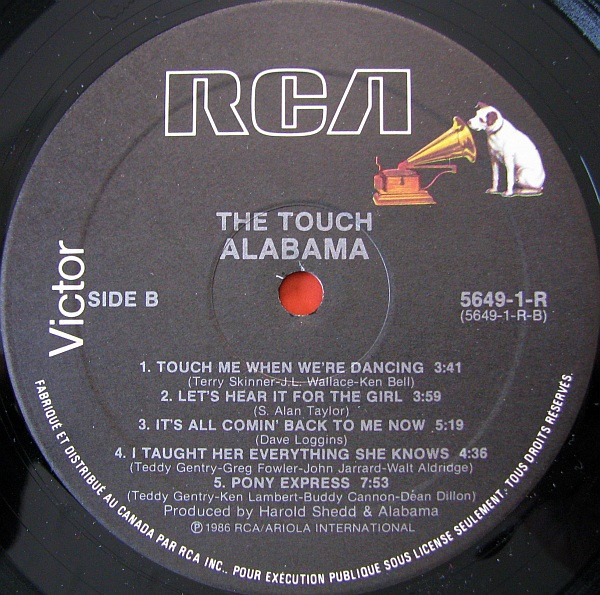 RCA
THE TOUCH
ALABAMA
Victor
SIDE B
5649-1-R
(5649-1-R-B)
1. TOUCH ME WHEN WE'RE DANCING 3:41
(Terry Skinner-J.L. Wallace-Ken Bell)
2. LET'S HEAR IT FOR THE GIRL 3:59
(S. Alan Taylor)
3. IT'S ALL COMIN' BACK TO ME NOW 5:19
(Dave Loggins)
4. I TAUGHT HER EVERYTHING SHE KNOWS 4:36
(Teddy Gentry-Greg Fowler-John Jarrard-Walt Aldridge)
5. PONY EXPRESS 7:53
(Teddy Gentry-Ken Lambert-Buddy Cannon-Dean Dillon)
Produced by Harold Shedd & Alabama
℗ 1986 RCA/ARIOLA INTERNATIONAL
FABRIQUÉ ET DISTRIBUÉ AU CANADA PAR RCA INC., POUR EXÉCUTION PUBLIQUE SOUS LICENSE SEULEMENT. TOUS DROITS RÉSERVÉS.